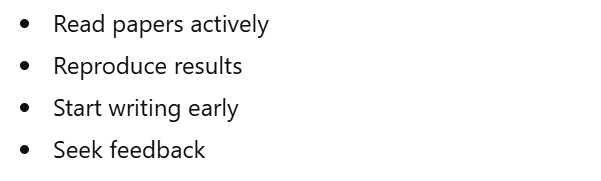 • Read papers actively
• Reproduce results
• Start writing early
• Seek feedback